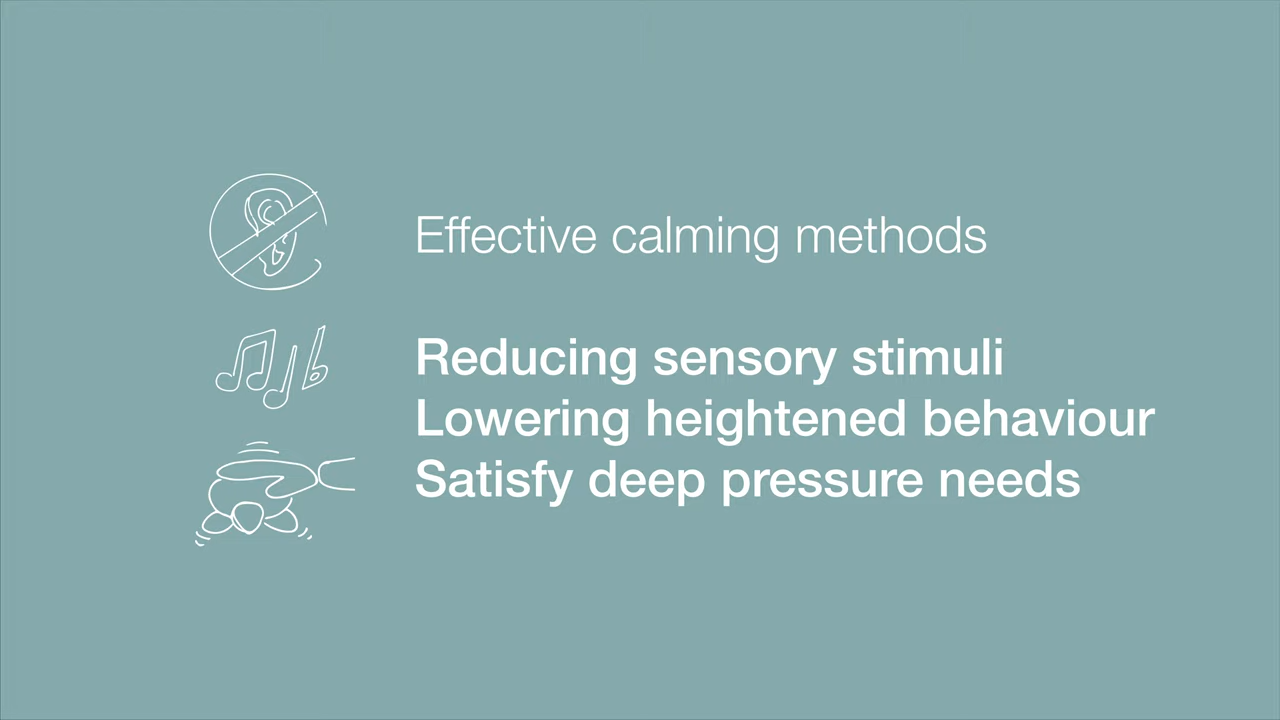 Effective calming methods
Reducing sensory stimuli
Lowering heightened behaviour
Satisfy deep pressure needs